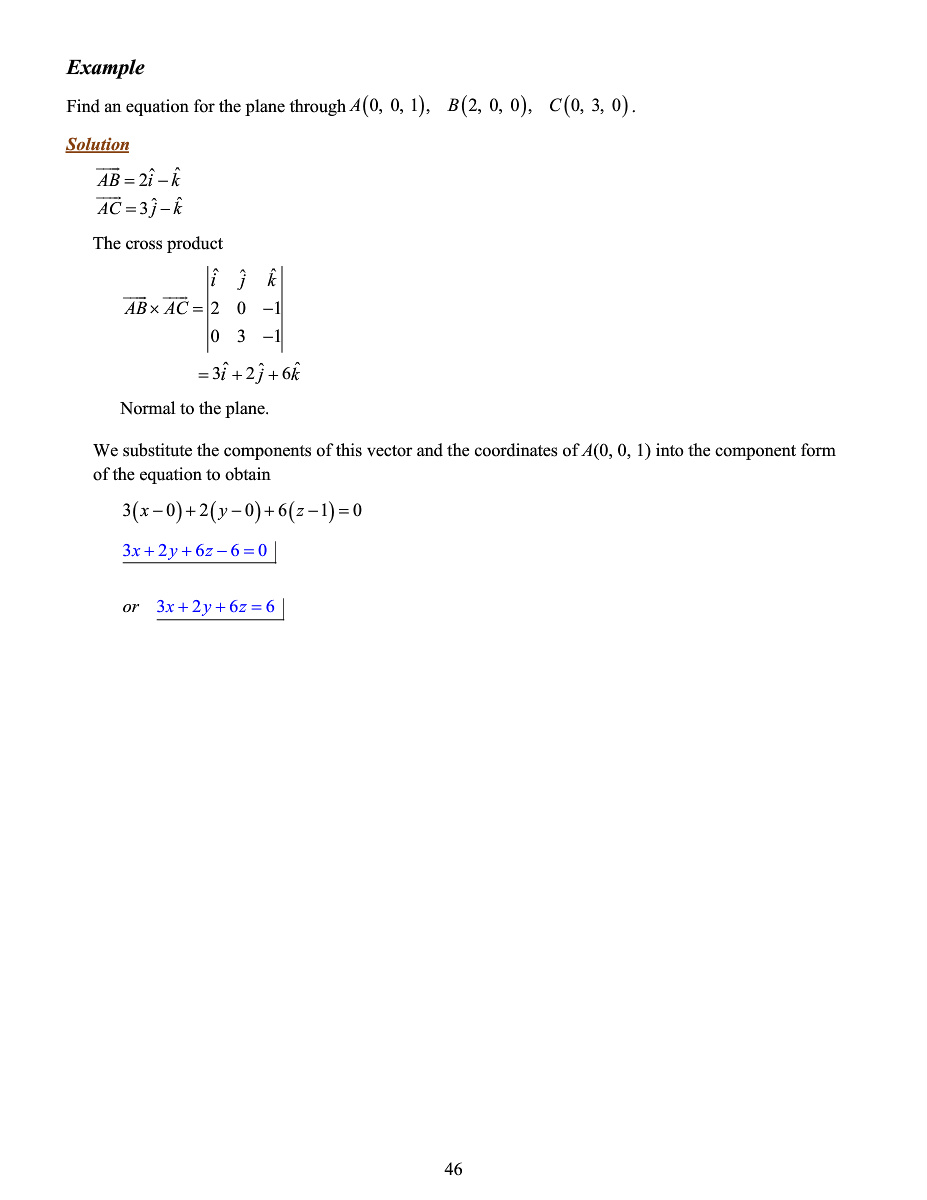 Example
Find an equation for the plane through A(0, 0, 1), B(2, 0, 0), C(0, 3, 0).
Solution
$\overrightarrow{AB} = 2\hat{i} - \hat{k}$
$\overrightarrow{AC} = 3\hat{j} - \hat{k}$
The cross product
$\overrightarrow{AB} \times \overrightarrow{AC} = \begin{vmatrix} \hat{i} & \hat{j} & \hat{k} \\ 2 & 0 & -1 \\ 0 & 3 & -1 \end{vmatrix}$
$= 3\hat{i} + 2\hat{j} + 6\hat{k}$
Normal to the plane.
We substitute the components of this vector and the coordinates of A(0, 0, 1) into the component form
of the equation to obtain
3(x − 0) + 2(y − 0) + 6(z − 1) = 0
3x + 2y + 6z − 6 = 0
or 3x + 2y + 6z = 6
46